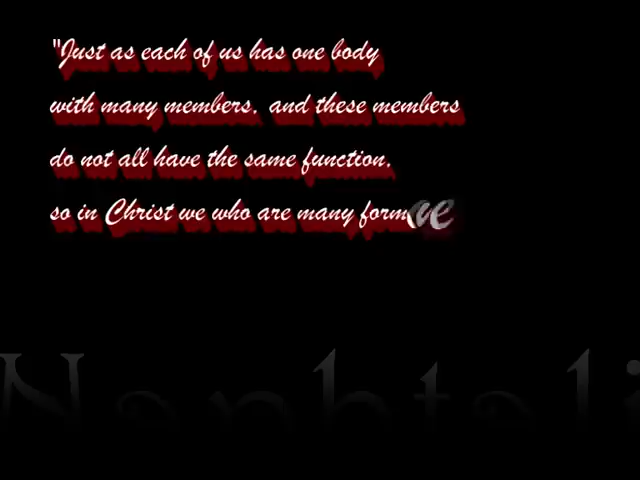 "Just as each of us has one body
with many members, and these members
do not all have the same function,
so in Christ we who are many form
Naphtali